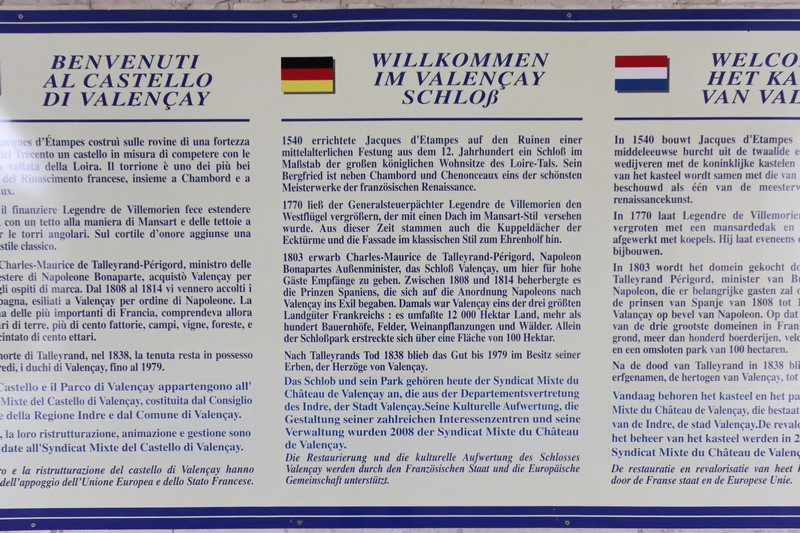 BENVENUTI
AL CASTELLO
DI VALENÇAY
d'Étampes costruì sulle rovine di una fortezza
Trecento un castello in misura di competere con le
vallata della Loira. Il torrione è uno dei più bei
del Rinascimento francese, insieme a Chambord e a
il finanziere Legendre de Villemorien fece estendere
con un tetto alla maniera di Mansart e delle tettoie a
le torri angolari. Sul cortile d'onore aggiunse una
stile classico.
Charles-Maurice de Talleyrand-Périgord, ministro delle
di Napoleone Bonaparte, acquistò Valençay per
ospiti di marca. Dal 1808 al 1814 vi vennero accolti i
esiliati a Valençay per ordine di Napoleone. La
delle più importanti di Francia, comprendeva allora
di terre, più di cento fattorie, campi, vigne, foreste, e
cintato di cento ettari.
morte di Talleyrand, nel 1838, la tenuta resta in possesso
i duchi di Valençay, fino al 1979.
Castello e il Parco di Valençay appartengono all'
Mixte del Castello di Valençay, costituita dal Consiglio
della Regione Indre e dal Comune di Valençay.
la loro ristrutturazione, animazione e gestione sono
date all'Syndicat Mixte del Castello di Valençay.
e la ristrutturazione del castello di Valençay hanno
dell'appoggio dell'Unione Europea e dello Stato Francese.
WILLKOMMEN
IM VALENÇAY
SCHLOß
1540 errichtete Jacques d'Etampes auf den Ruinen einer
mittelalterlichen Festung aus dem 12. Jahrhundert ein Schloß im
Maßstab der großen königlichen Wohnsitze des Loire-Tals. Sein
Bergfried ist neben Chambord und Chenonceaux eins der schönsten
Meisterwerke der französischen Renaissance.
1770 ließ der Generalsteuerpächter Legendre de Villemorien den
Westflügel vergrößern, der mit einen Dach im Mansart-Stil versehen
wurde. Aus dieser Zeit stammen auch die Kuppeldächer der
Ecktürme und die Fassade im klassischen Stil zum Ehrenhof hin.
1803 erwarb Charles-Maurice de Talleyrand-Périgord, Napoleon
Bonapartes Außenminister, das Schloß Valençay, um hier für hohe
Gäste Empfänge zu geben. Zwischen 1808 und 1814 beherbergte es
die Prinzen Spaniens, die sich auf die Anordnung Napoleons nach
Valençay ins Exil begaben. Damals war Valençay eins der drei größten
Landgüter Frankreichs : es umfaßte 12 000 Hektar Land, mehr als
hundert Bauernhöfe, Felder, Weinanpflanzungen und Wälder. Allein
der Schloßpark erstreckte sich über eine Fläche von 100 Hektar.
Nach Talleyrands Tod 1838 blieb das Gut bis 1979 im Besitz seiner
Erben, der Herzöge von Valençay.
Das Schlob und sein Park gehören heute der Syndicat Mixte du
Château de Valençay an, die aus der Departementsvertretung
des Indre, der Stadt Valençay.Seine Kulturelle Aufwertung, die
Gestaltung seiner zahlreichen Interessenzentren und seine
Verwaltung wurden 2008 der Syndicat Mixte du Château
de Valençay.
Die Restaurierung und die kulturelle Aufwertung des Schlosses
Valençay werden durch den Französischen Staat und die Europäische
Gemeinschaft unterstützt.
HET
VAN
In 1540 bouwt Jacques d'Etampes
middeleeuwse burcht uit de twaalfde
wedijveren met de koninklijke kastelen
van het kasteel wordt samen met die van
beschouwd als één van de
renaissancekunst.
In 1770 laat Legendre de Villemorien
vergroten met een mansardedak en
afgewerkt met koepels. Hij laat eveneens
bijbouwen.
In 1803 wordt het domein gekocht
Talleyrand Périgord, minister van
Napoleon, die er belangrijke gasten zal
de prinsen van Spanje van 1808 tot
Valançay op bevel van Napoleon. Op dat
van de drie grootste domeinen in
grond, meer dan honderd boerderijen,
en een omsloten park van 100 hectaren.
Na de dood van Talleyrand in 1838
erfgenamen, de hertogen van Valençay, tot
Vandaag behoren het kasteel en het
Mixte du Château de Valençay, die bestaat
van de Indre, de stad Valençay.De
het beheer van het kasteel werden in
Syndicat Mixte du Château de
De restauratie en revalorisation van heet
door de Franse staat en de Europese Unie.